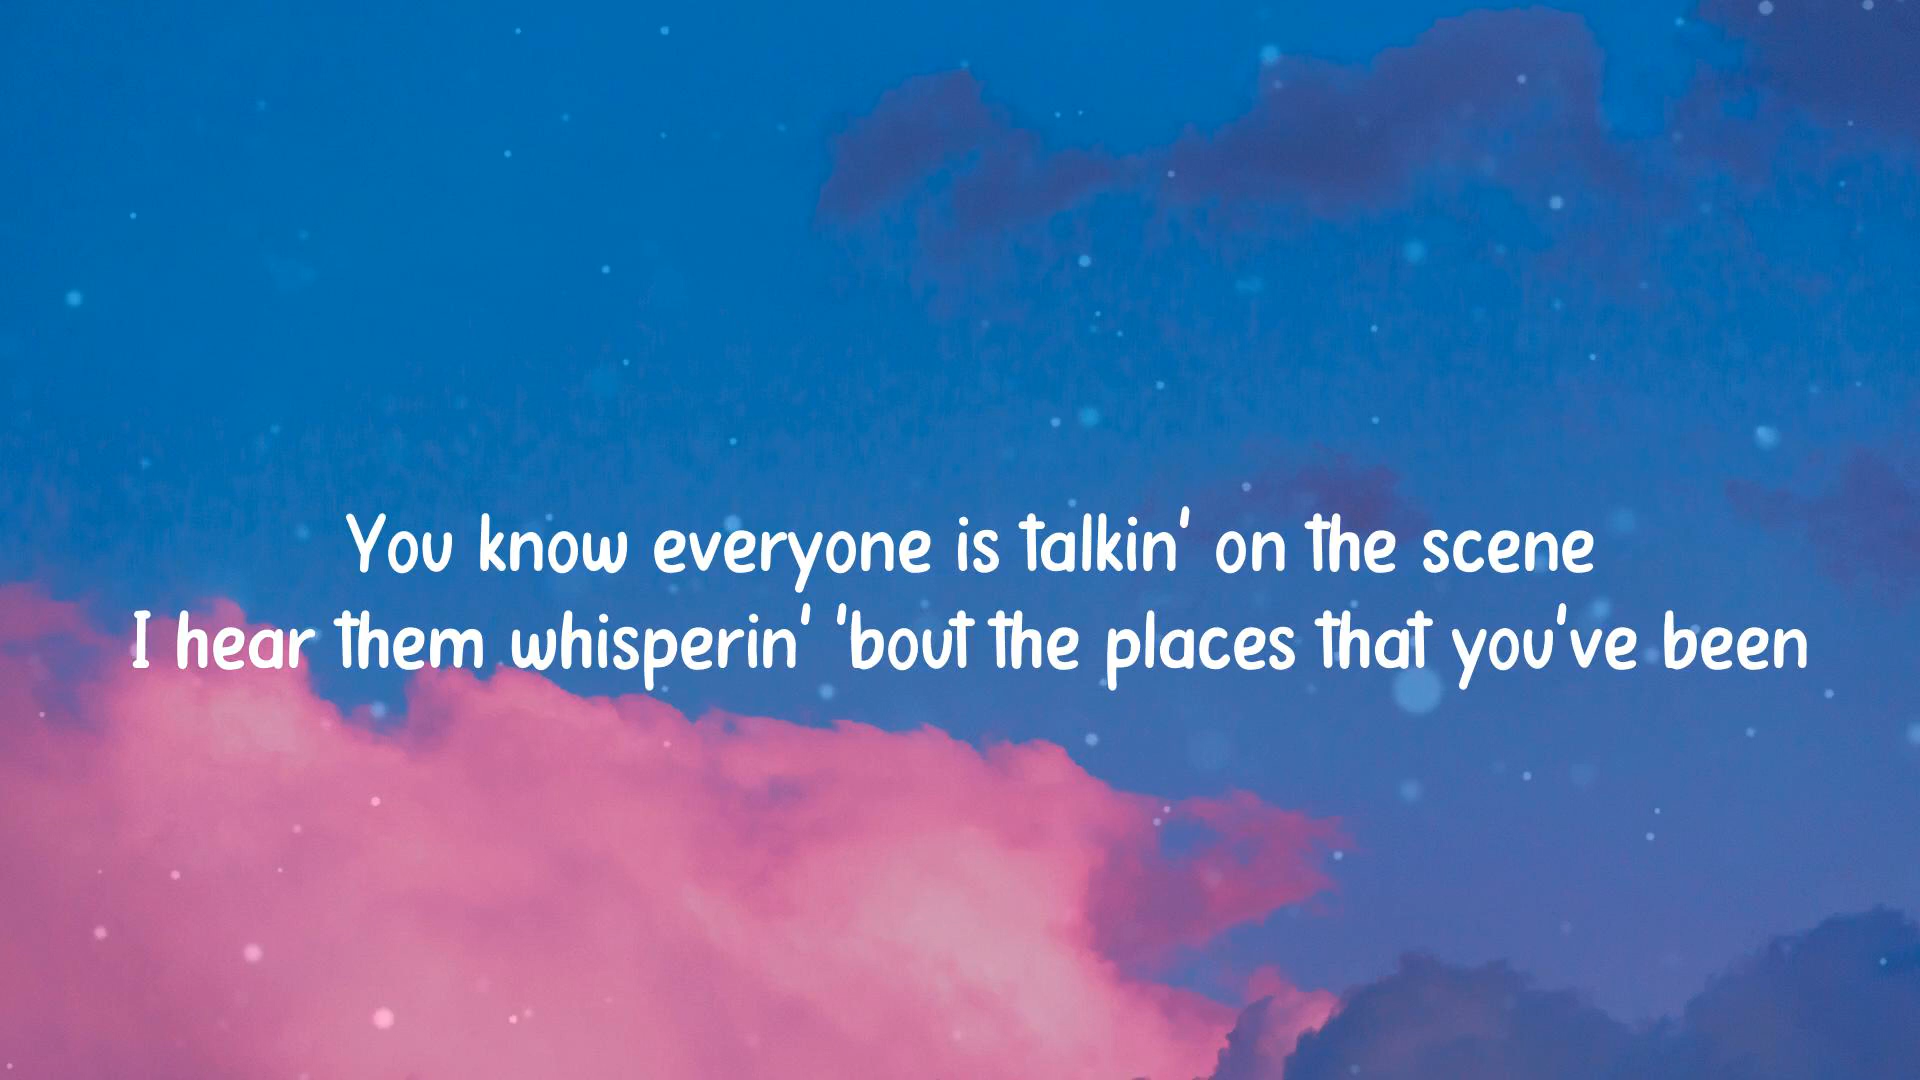 You know everyone is talkin' on the scene
I hear them whisperin' 'bout the places that you've been